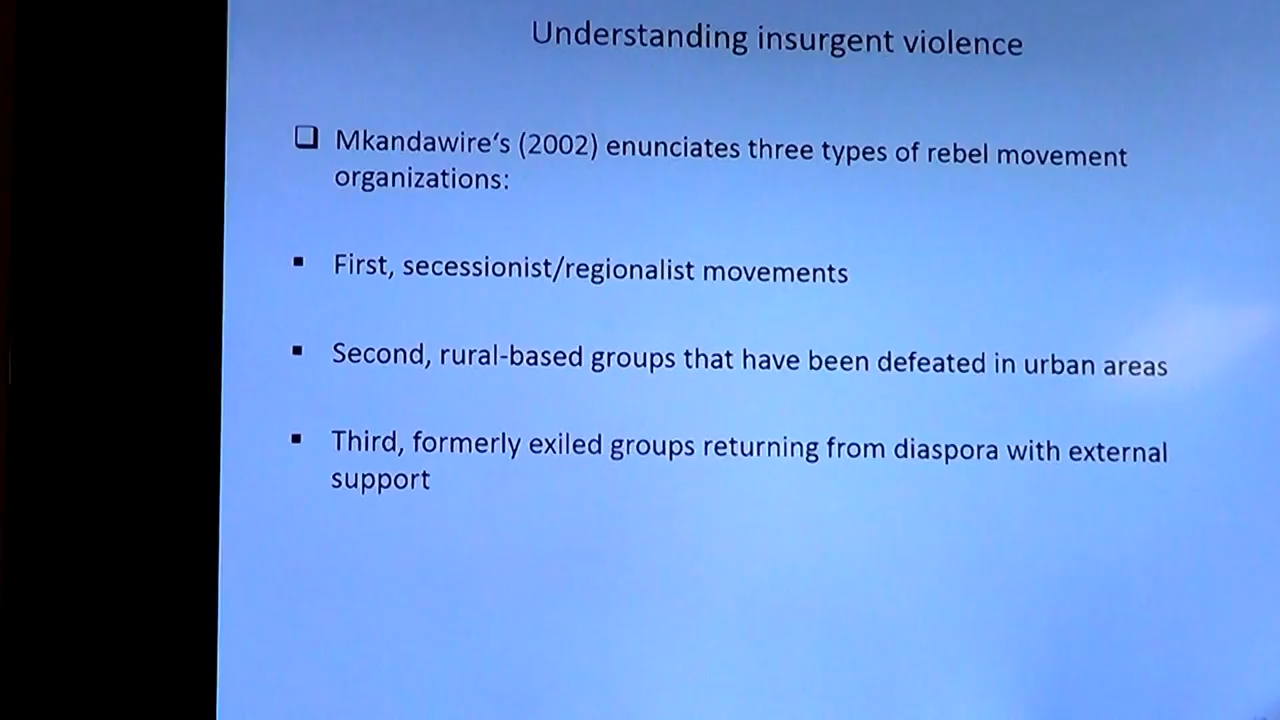 Understanding insurgent violence
Mkandawire‘s (2002) enunciates three types of rebel movement
organizations:
First, secessionist/regionalist movements
Second, rural-based groups that have been defeated in urban areas
Third, formerly exiled groups returning from diaspora with external
support